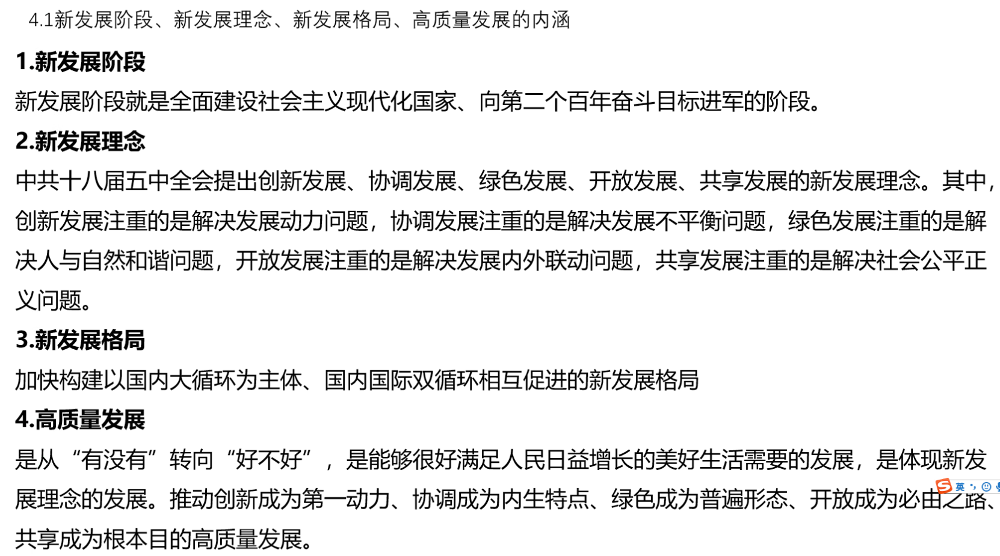 4.1新发展阶段、新发展理念、新发展格局、高质量发展的内涵
1.新发展阶段
新发展阶段就是全面建设社会主义现代化国家、向第二个百年奋斗目标进军的阶段。
2.新发展理念
中共十八届五中全会提出创新发展、协调发展、绿色发展、开放发展、共享发展的新发展理念。其中，
创新发展注重的是解决发展动力问题，协调发展注重的是解决发展不平衡问题，绿色发展注重的是解
决人与自然和谐问题，开放发展注重的是解决发展内外联动问题，共享发展注重的是解决社会公平正
义问题。
3.新发展格局
加快构建以国内大循环为主体、国内国际双循环相互促进的新发展格局
4.高质量发展
是从“有没有”转向“好不好”，是能够很好满足人民日益增长的美好生活需要的发展，是体现新发
展理念的发展。推动创新成为第一动力、协调成为内生特点、绿色成为普遍形态、开放成为必由之路、
共享成为根本目的高质量发展。
英